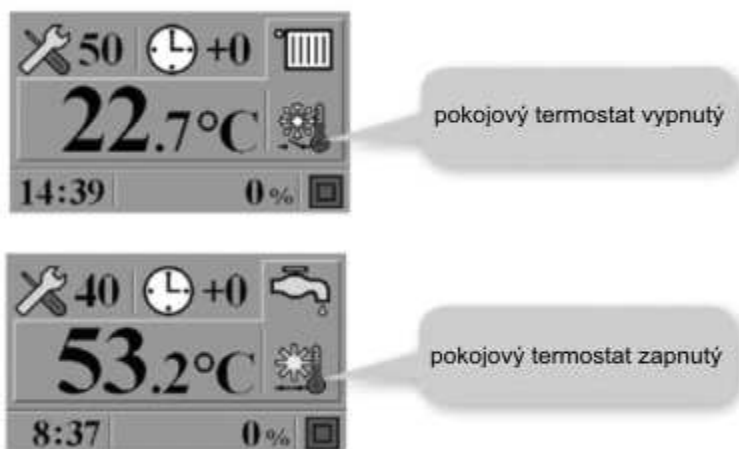 50 +0
22.7°C
pokojový termostat vypnutý
14:39 0 %
40 +0
53.2°C
pokojový termostat zapnutý
8:37 0 %